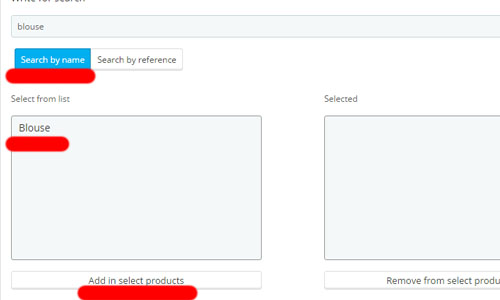 Write for search
blouse
Search by name Search by reference
Select from list Selected
Blouse
Add in select products Remove from select